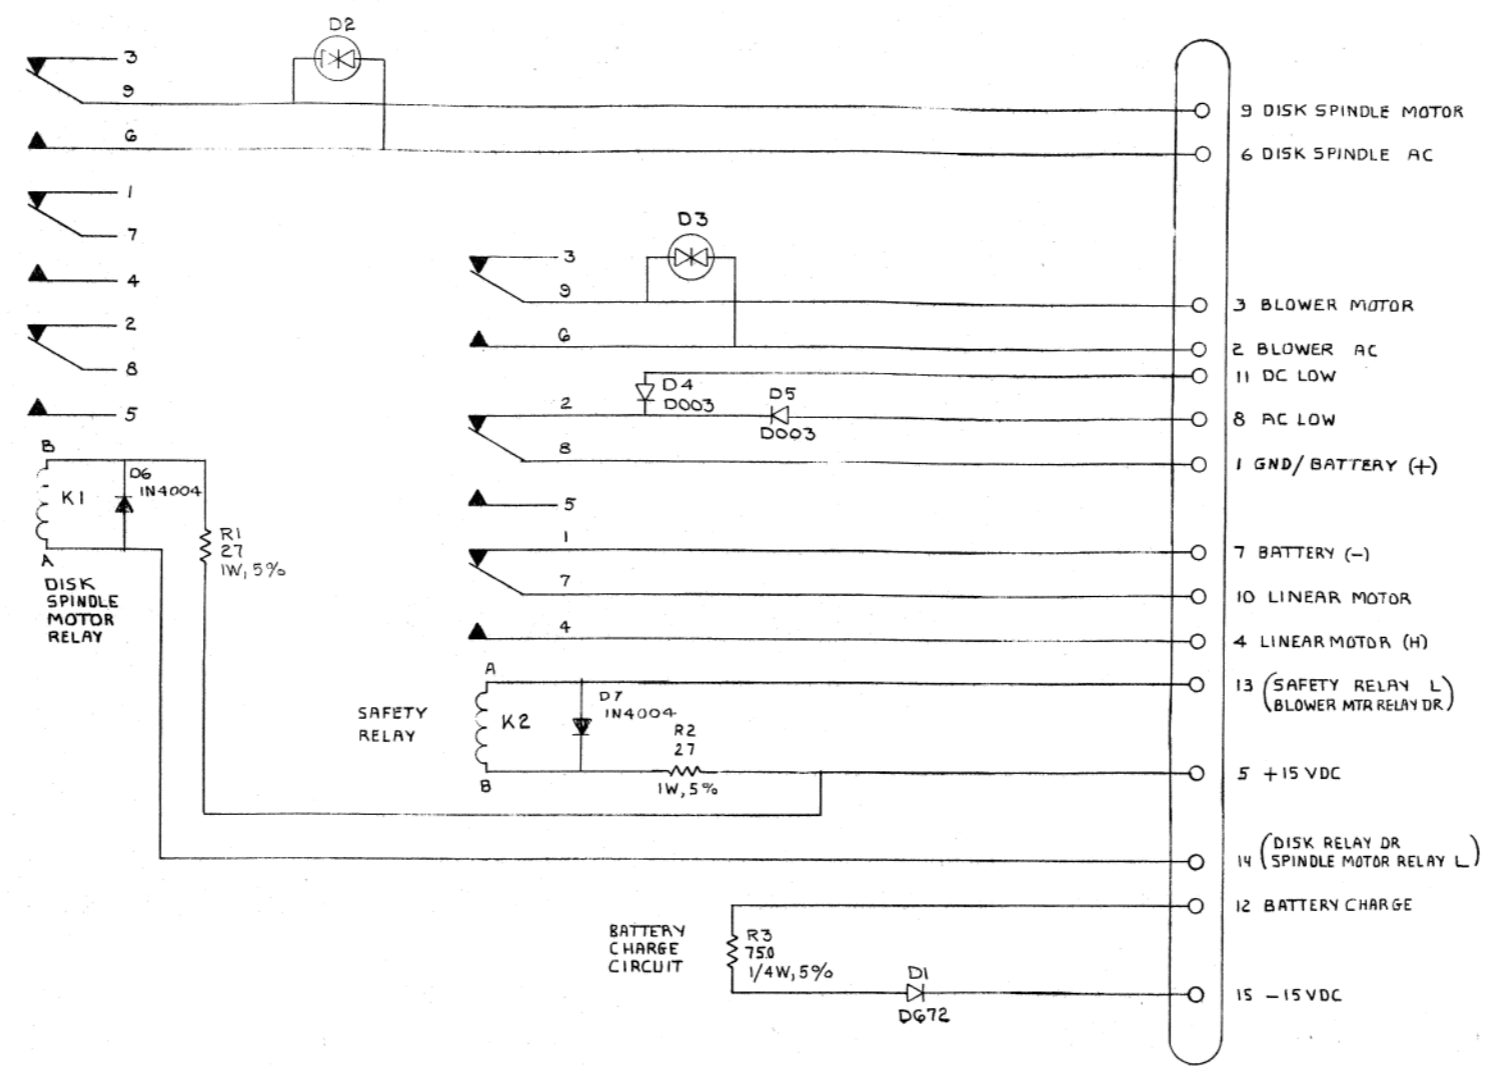 D2
3
9
6
9 DISK SPINDLE MOTOR
6 DISK SPINDLE AC
1
7
4
2
8
5
D3
3
9
6
3 BLOWER MOTOR
2 BLOWER AC
11 DC LOW
D4
D003
D5
D003
2
8
8 AC LOW
1 GND/BATTERY (+)
5
1
7
4
7 BATTERY (-)
10 LINEAR MOTOR
4 LINEAR MOTOR (H)
B
K1
D6
1N4004
A
R1
27
1W, 5%
DISK
SPINDLE
MOTOR
RELAY
A
SAFETY
RELAY
K2
D7
1N4004
R2
27
1W, 5%
B
13 (SAFETY RELAY L
BLOWER MTR RELAY DR)
5 +15 VDC
14 (DISK RELAY DR
SPINDLE MOTOR RELAY L)
12 BATTERY CHARGE
BATTERY
CHARGE
CIRCUIT
R3
750
1/4W, 5%
D1
D672
15 -15 VDC